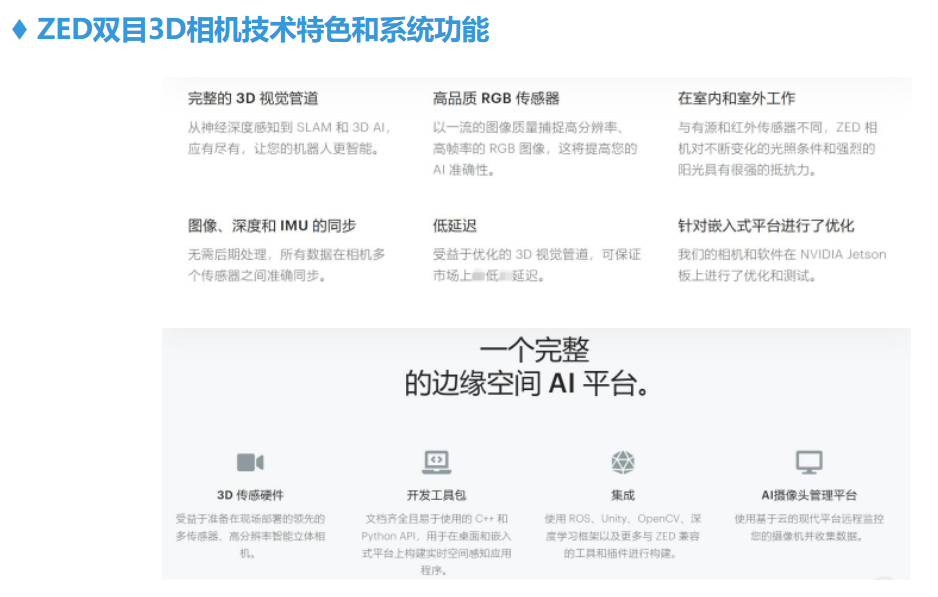 ZED双目3D相机技术特色和系统功能
完整的 3D 视觉管道
从神经深度感知到 SLAM 和 3D AI，
应有尽有，让您的机器人更智能。
高品质 RGB 传感器
以一流的图像质量捕捉高分辨率、
高帧率的 RGB 图像，这将提高您的
AI 准确性。
在室内和室外工作
与有源和红外传感器不同，ZED 相
机对不断变化的光照条件和强烈的
阳光具有很强的抵抗力。
图像、深度和 IMU 的同步
无需后期处理，所有数据在相机多
个传感器之间准确同步。
低延迟
受益于优化的 3D 视觉管道，可保证
市场上低延迟。
针对嵌入式平台进行了优化
我们的相机和软件在 NVIDIA Jetson
板上进行了优化和测试。
一个完整
的边缘空间 AI 平台。
3D 传感硬件
受益于准备在现场部署的领先的
多传感器、高分辨率智能立体相
机。
开发工具包
文档齐全且易于使用的 C++ 和
Python API，用于在桌面和嵌入
式平台上构建实时空间感知应用
程序。
集成
使用 ROS、Unity、OpenCV、深
度学习框架以及更多与 ZED 兼容
的工具和插件进行构建。
AI摄像头管理平台
使用基于云的现代平台远程监控
您的摄像机并收集数据。